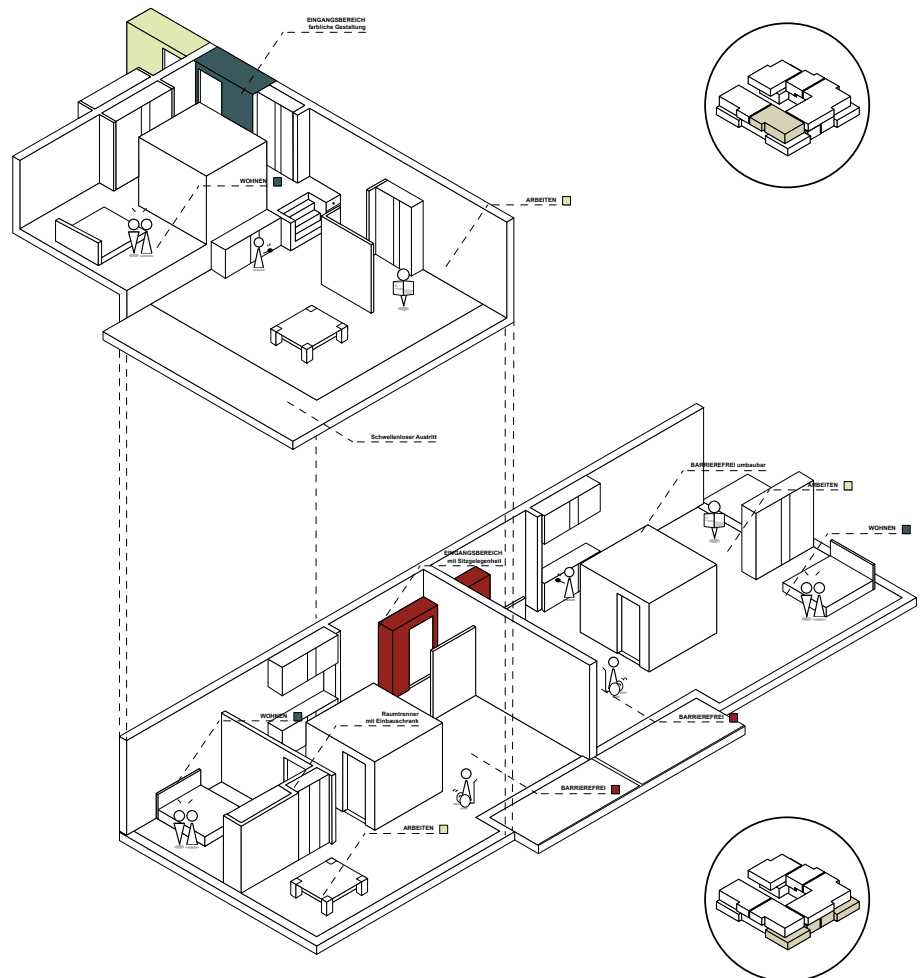 EINGANGSBEREICH
farbliche Gestaltung
WOHNEN
ARBEITEN
Schwellenloser Austritt
BARRIEREFREI umbaubar
ARBEITEN
WOHNEN
EINGANGSBEREICH
mit Sitzgelegenheit
WOHNEN
Raumtrenner
mit Einbauschrank
BARRIEREFREI
BARRIEREFREI
ARBEITEN